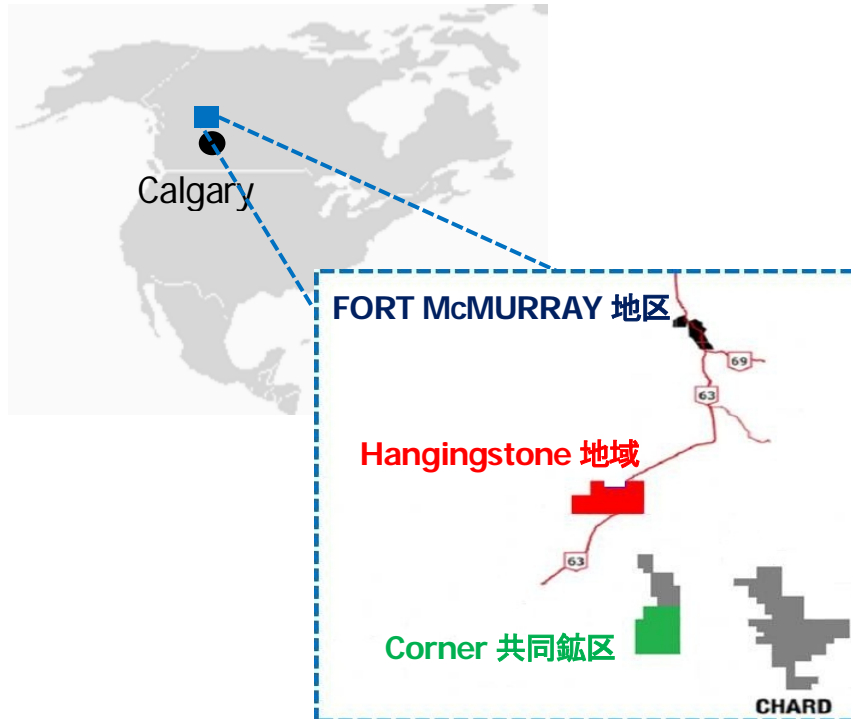 Calgary
FORT McMURRAY 地区
69
63
Hangingstone 地域
63
Corner 共同鉱区
CHARD